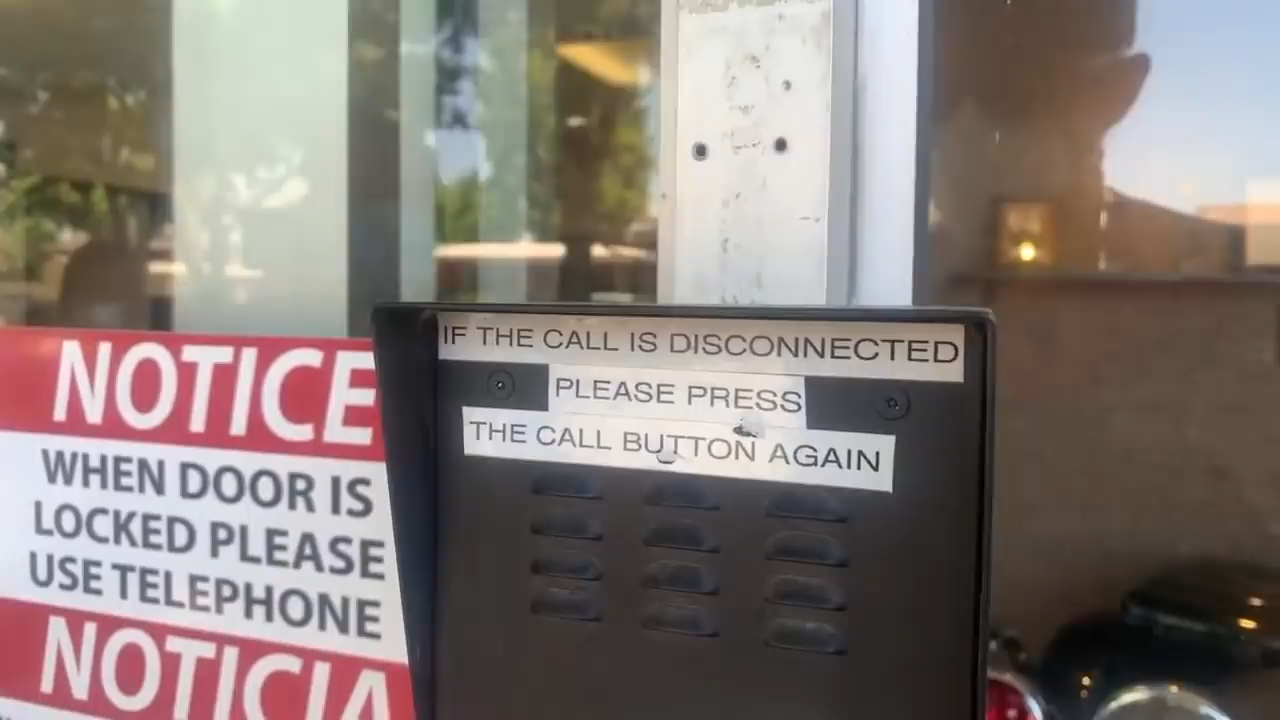 NOTICE
WHEN DOOR IS
LOCKED PLEASE
USE TELEPHONE
NOTICIA
IF THE CALL IS DISCONNECTED
PLEASE PRESS
THE CALL BUTTON AGAIN